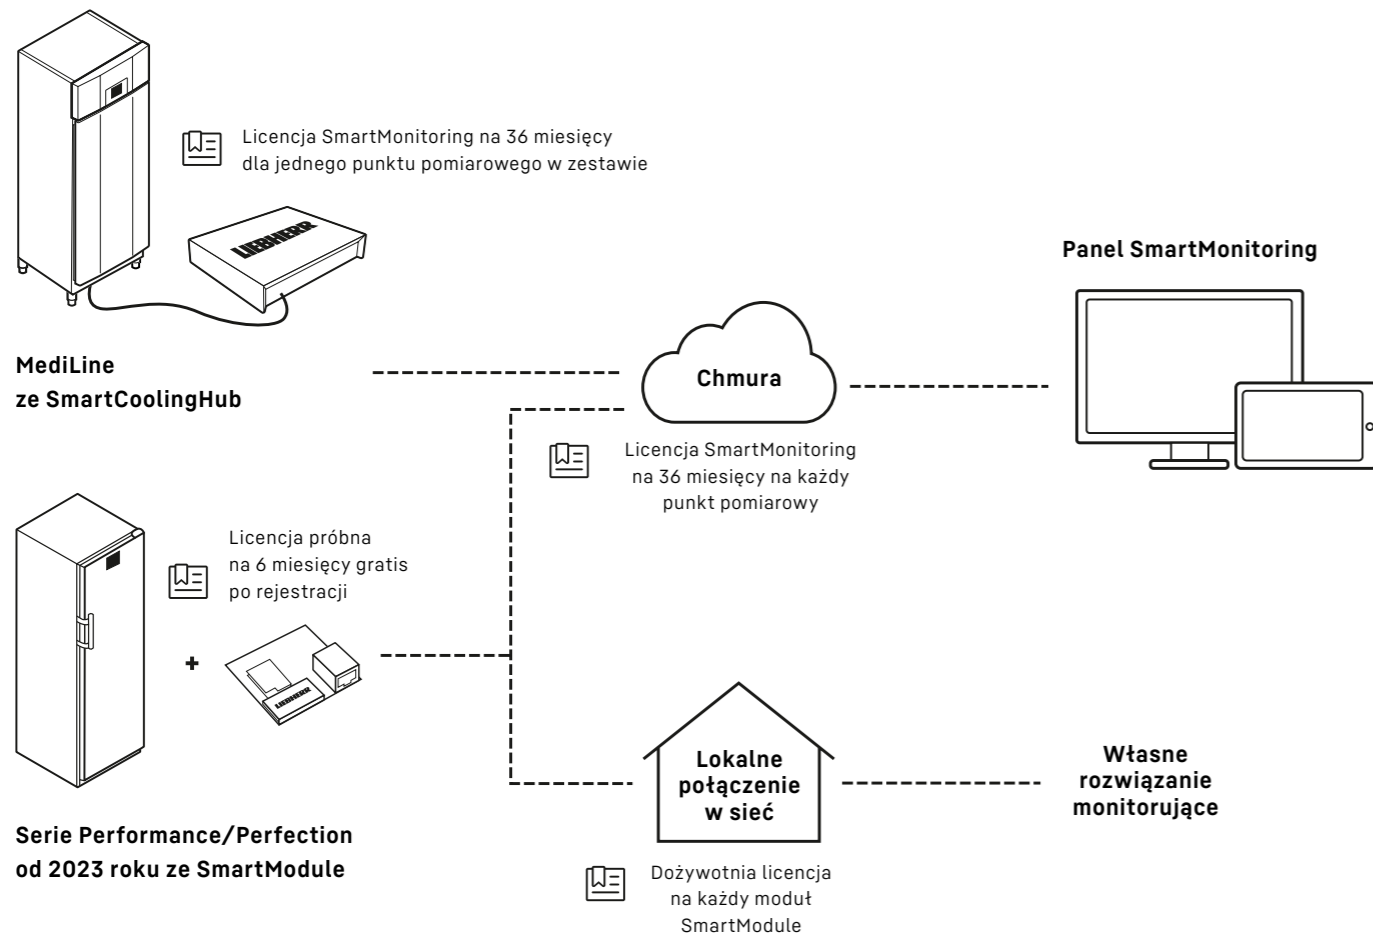 Licencja SmartMonitoring na 36 miesięcy
dla jednego punktu pomiarowego w zestawie
LIEBHERR
MediLine
ze SmartCoolingHub
Chmura
Panel SmartMonitoring
Licencja SmartMonitoring
na 36 miesięcy na każdy
punkt pomiarowy
Licencja próbna
na 6 miesięcy gratis
po rejestracji
+
LIEBHERR
Serie Performance/Perfection
od 2023 roku ze SmartModule
Lokalne
połączenie
w sieć
Własne
rozwiązanie
monitorujące
Dożywotnia licencja
na każdy moduł
SmartModule